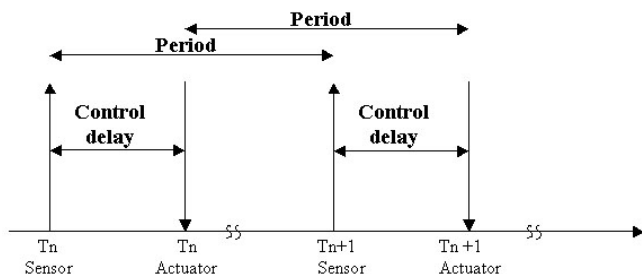 Period
Period
Control
delay
Control
delay
Tn
Sensor
Tn
Actuator
Tn+1
Sensor
Tn +1
Actuator